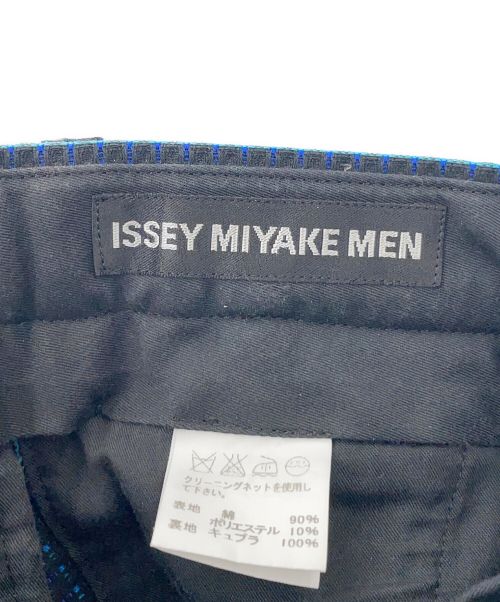 ISSEY MIYAKE MEN
クリーニングネットを使用し
て下さい。
表地 綿 90%
ポリエステル 10%
裏地 キュプラ 100%